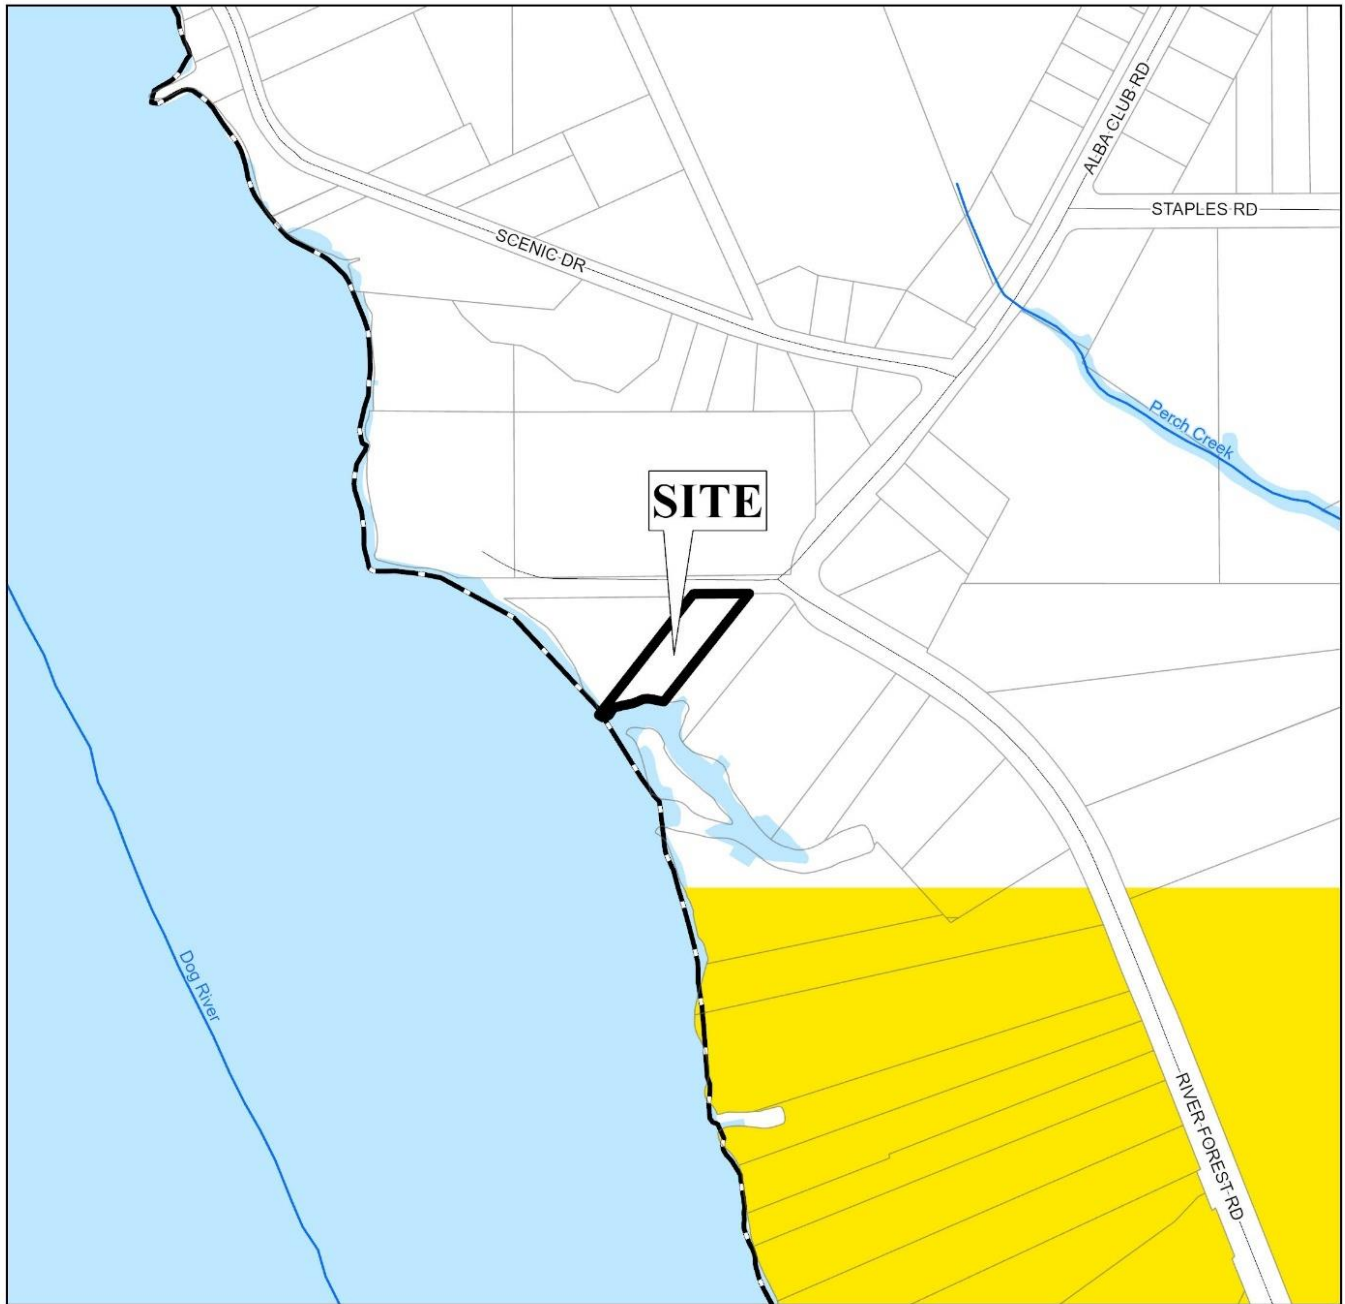 ALBA CLUB RD
STAPLES RD
SCENIC DR
Perch Creek
SITE
Dog River
RIVER FOREST RD